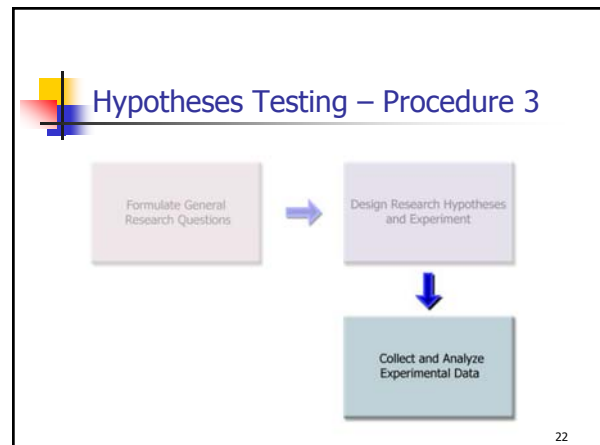 Hypotheses Testing – Procedure 3
Formulate General
Research Questions
Design Research Hypotheses
and Experiment
Collect and Analyze
Experimental Data
22